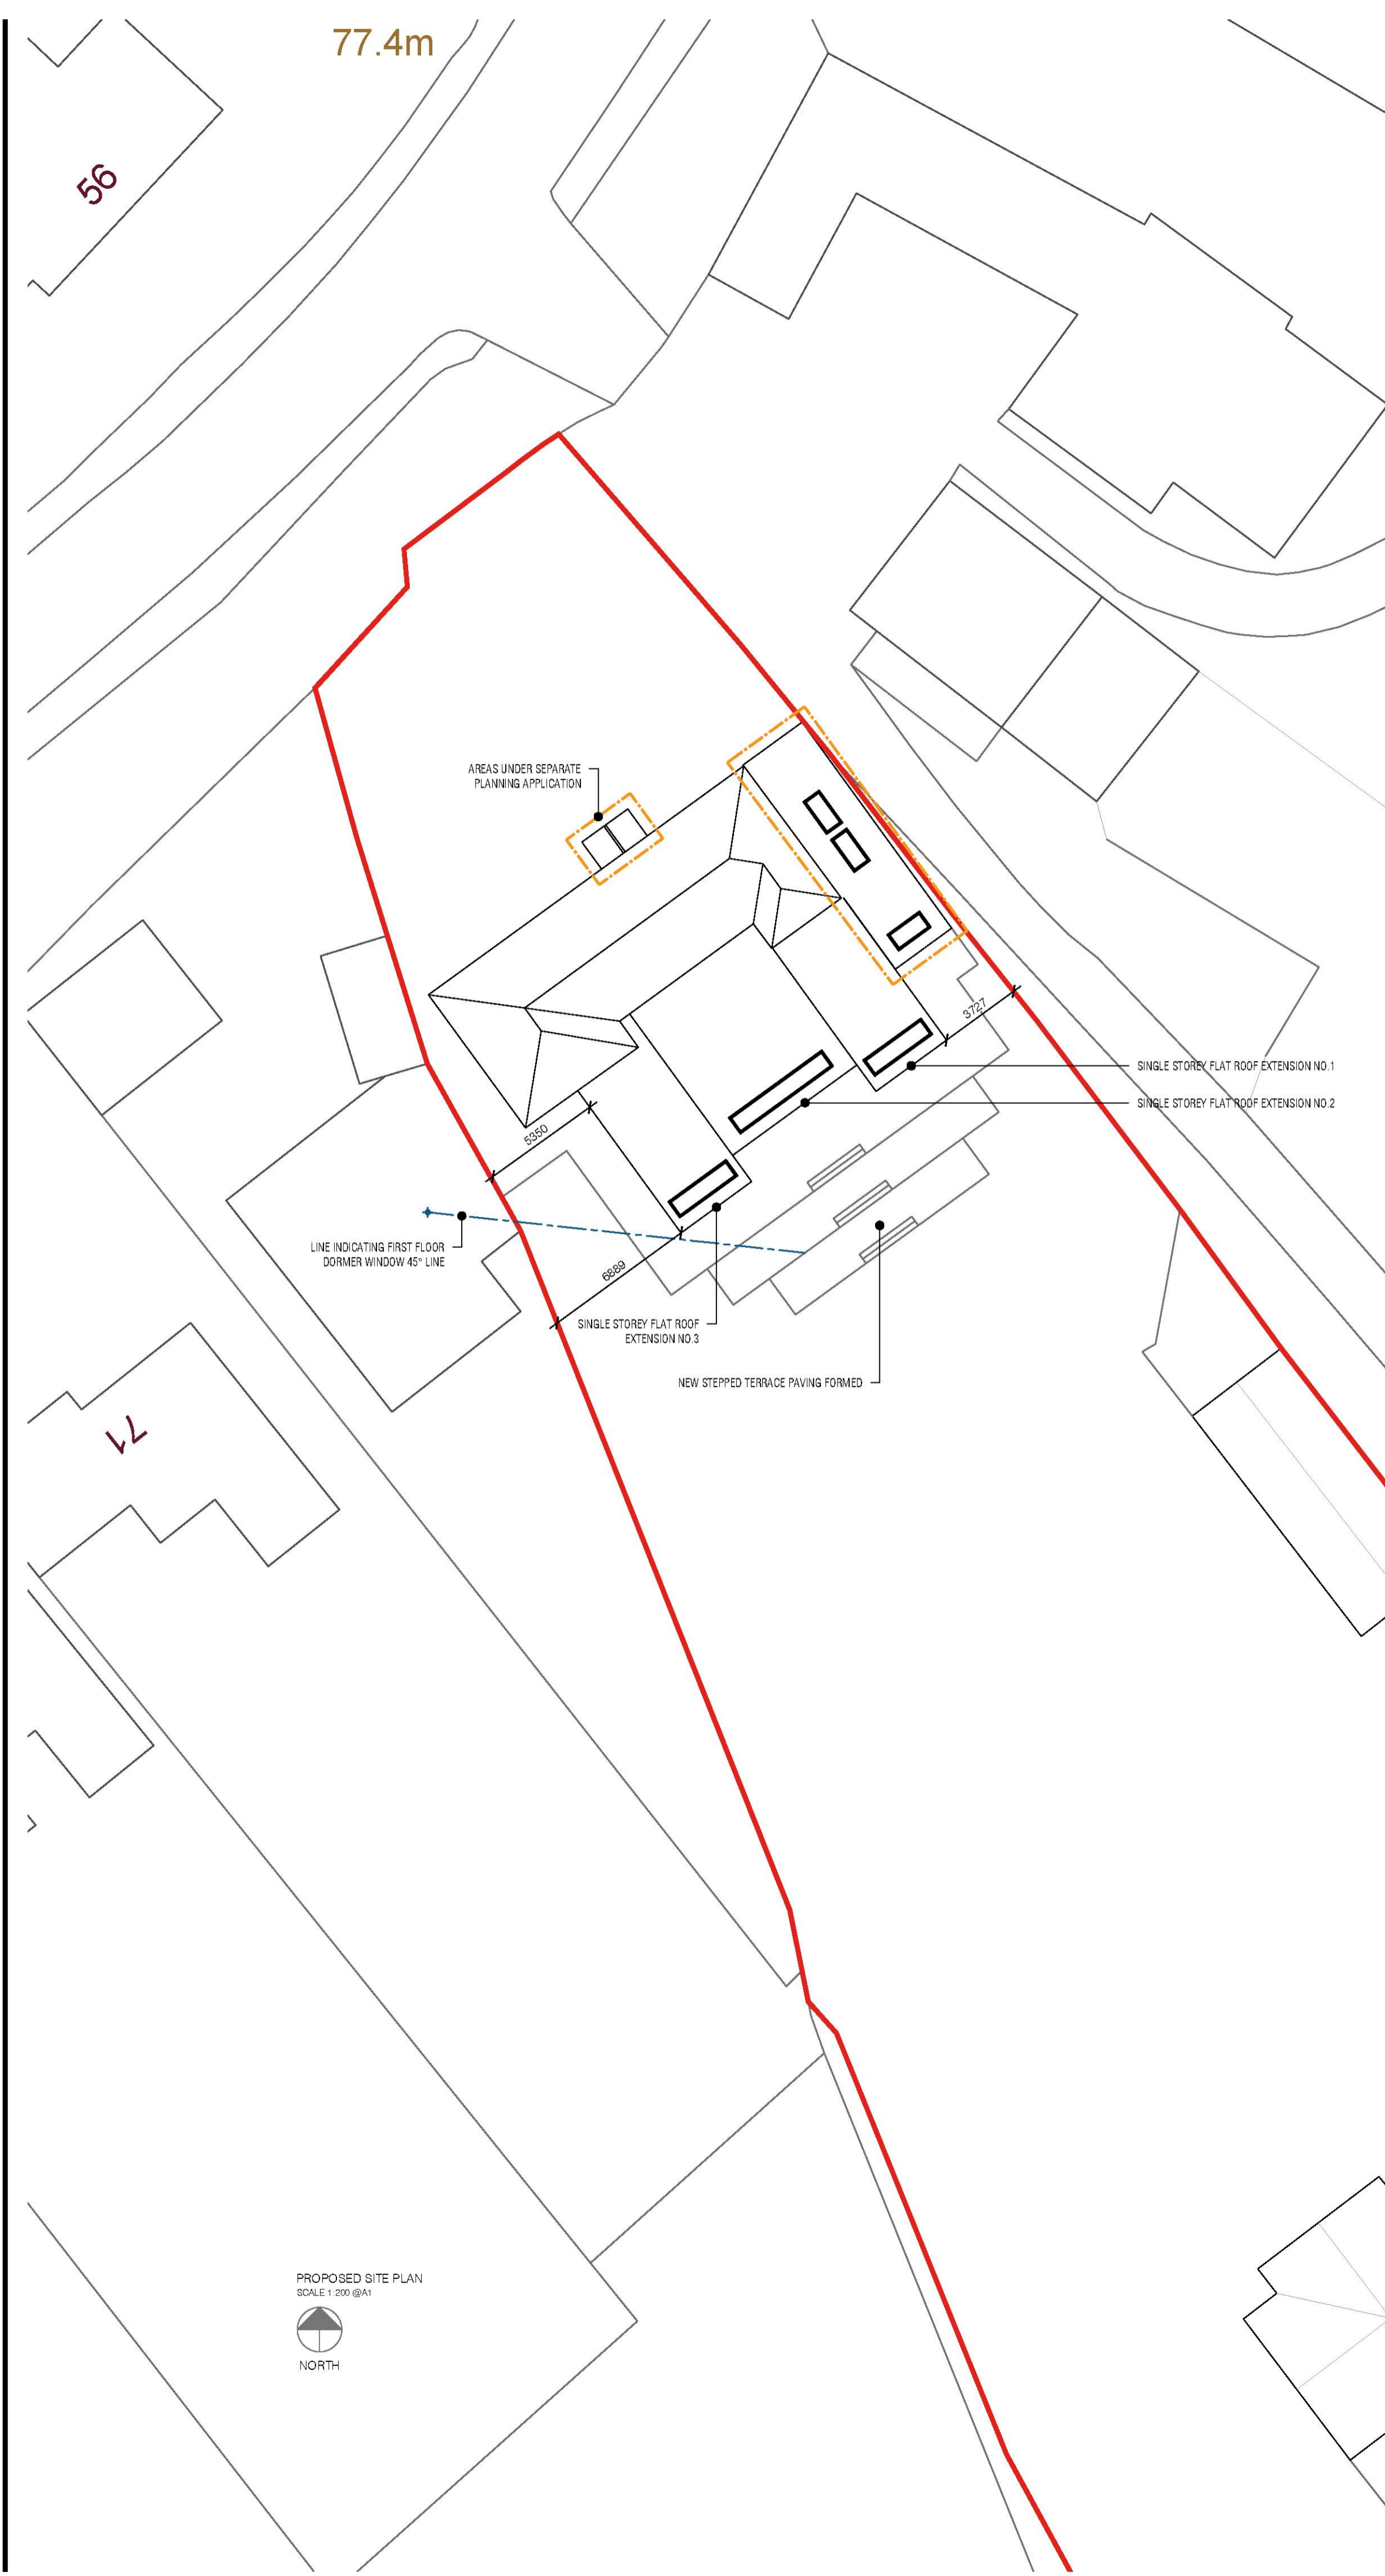 77.4m
56
AREAS UNDER SEPARATE
PLANNING APPLICATION
3727
SINGLE STOREY FLAT ROOF EXTENSION NO.1
SINGLE STOREY FLAT ROOF EXTENSION NO.2
5350
LINE INDICATING FIRST FLOOR
DORMER WINDOW 45° LINE
6889
SINGLE STOREY FLAT ROOF
EXTENSION NO.3
NEW STEPPED TERRACE PAVING FORMED
71
PROPOSED SITE PLAN
SCALE 1:200 @A1
NORTH